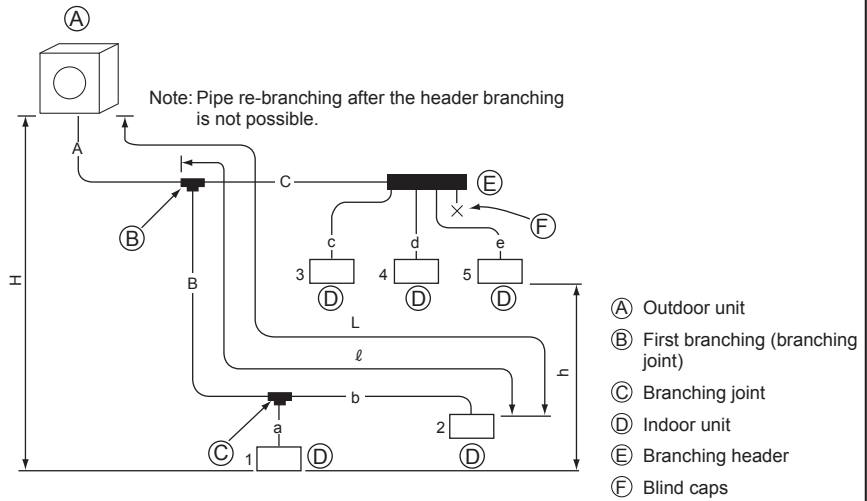 A
Note: Pipe re-branching after the header branching
is not possible.
A
C
E
B
F
c
d
e
3
4
5
D
D
D
B
H
L
ℓ
h
b
a
2
C
1
D
D
A Outdoor unit
B First branching (branching
joint)
C Branching joint
D Indoor unit
E Branching header
F Blind caps